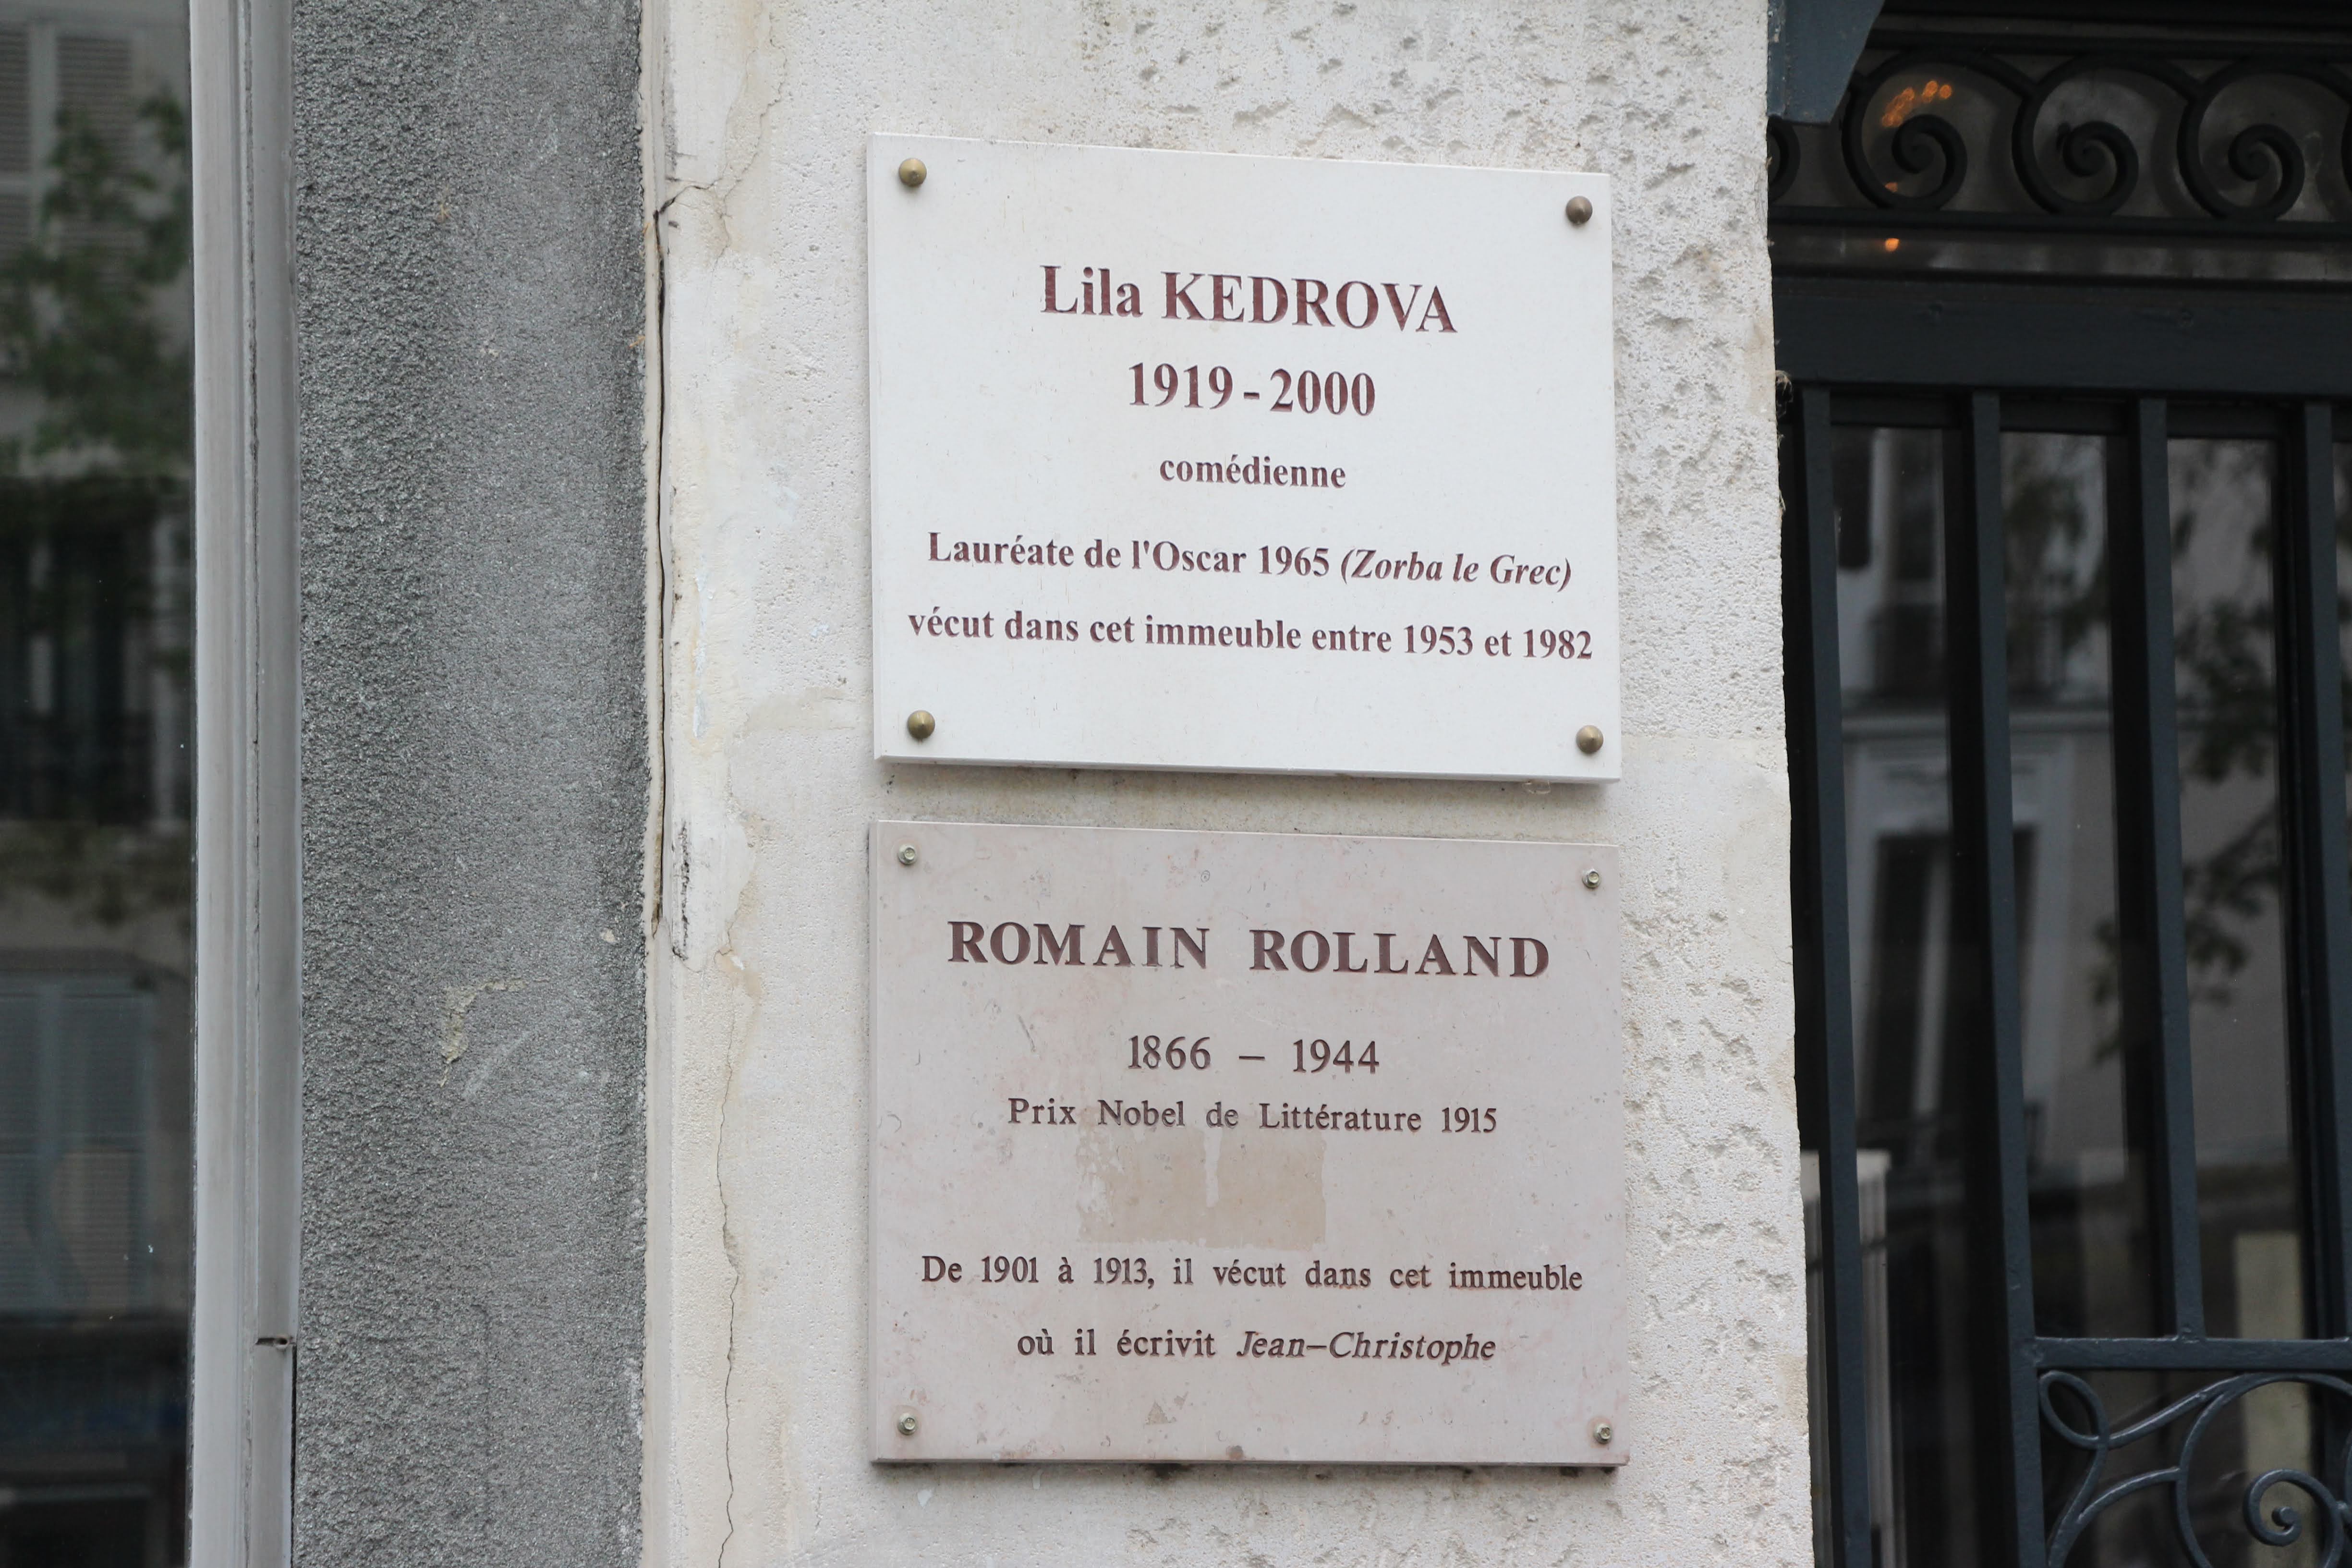 Lila KEDROVA
1919 - 2000
comédienne
Lauréate de l'Oscar 1965 (Zorba le Grec)
vécut dans cet immeuble entre 1953 et 1982
ROMAIN ROLLAND
1866 – 1944
Prix Nobel de Littérature 1915
De 1901 à 1913, il vécut dans cet immeuble
où il écrivit Jean–Christophe